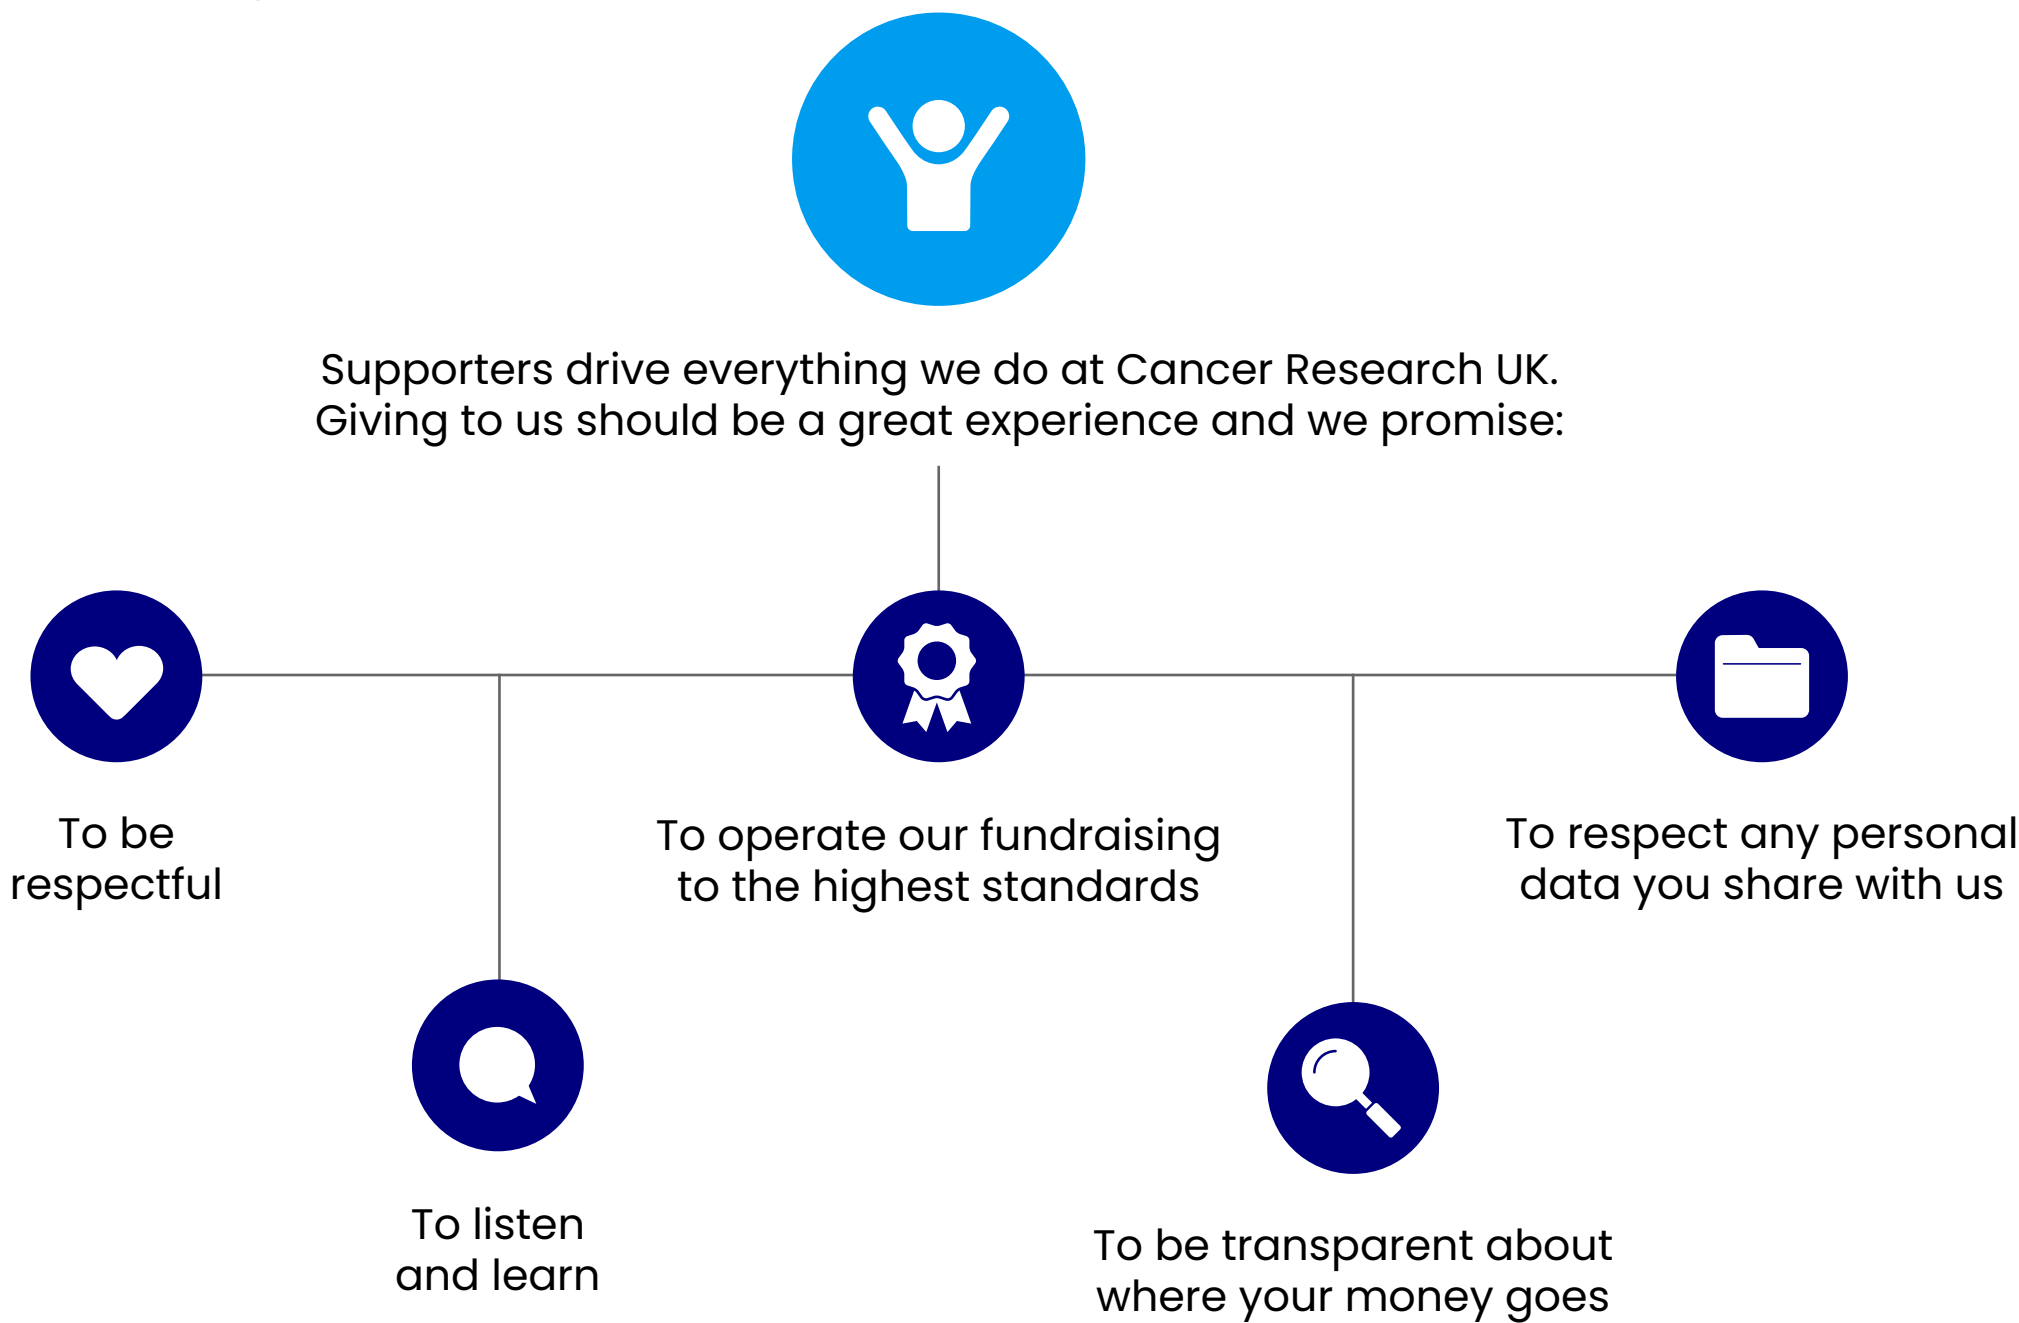 Supporters drive everything we do at Cancer Research UK.
Giving to us should be a great experience and we promise:
To be
respectful
To listen
and learn
To operate our fundraising
to the highest standards
To be transparent about
where your money goes
To respect any personal
data you share with us